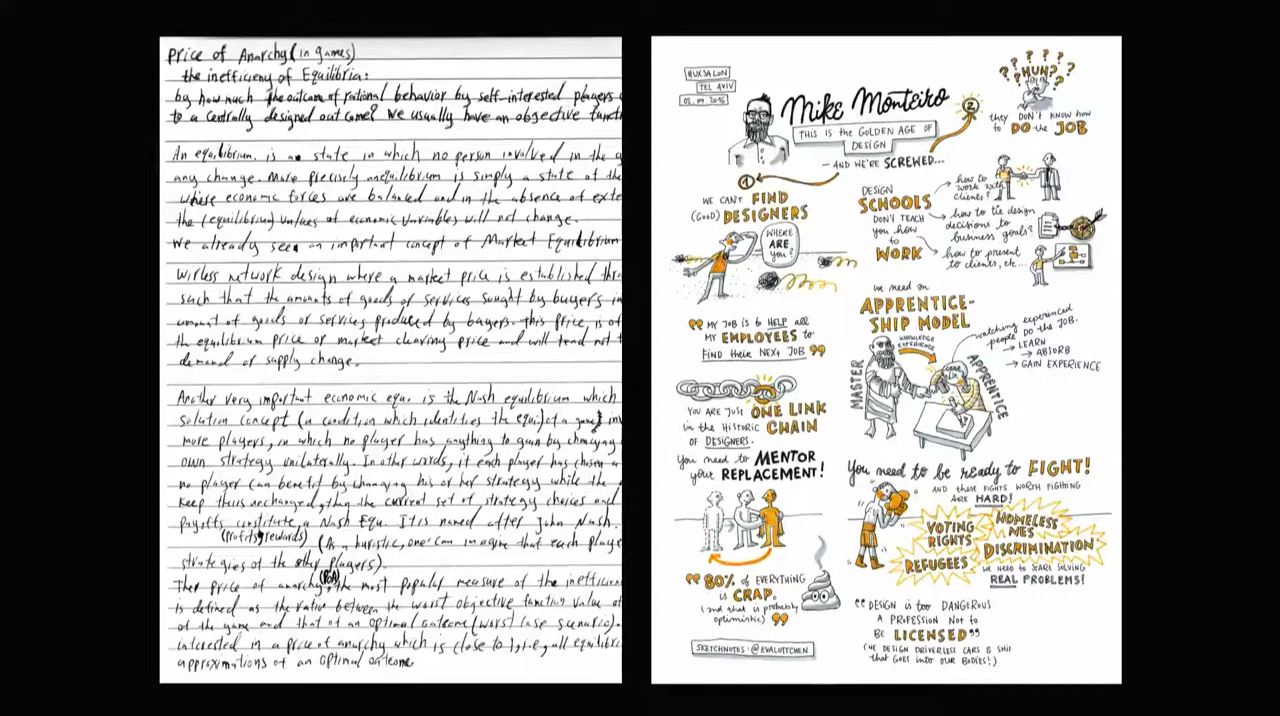 Price of Anarchy (in games)
the inefficieny of Equilibria:
by how much the outcome of rational behavior by self-interested players
to a centrally designed outcome? We usually have an objective funct
An equilibrium is a state in which no person involved in the g
any change. More precisely an equilibrium is simply a state of the
where economic forces are balanced and in the absence of exte
the (equilibrium) values of economic variables will not change.
We already seen an important concept of Market Equilibrium
Wirless network design where a market price is established thr
such that the amounts of goods or services sought by buyers i
amount of goods or services produced by buyers. this price is of
the equilibrium price or market clearing price and will tend not t
demand or supply change.
Another very important economic equ. is the Nash equilibrium which
solution concept (a condition which identifies the equi.) of a game inv
more players, in which no player has anything to gain by changing
own strategy unilaterally. In other words, if each player has chosen a
no player can benefit by changing his or her strategy while the
keep theirs unchanged, then the current set of strategy choices and
payoffs constitute a Nash Equ. It is named after John Nash.
(profits, rewards) (As a huristic, one can imagine that each playe
strategies of the other players).
The price of anarchy (POA), the most popular measure of the inefficien
is defined as the ratio between the worst objective function value of
of the game and that of an optimal outcome (worst case scenario).
interested in a price of anarchy which is close to 1, i.e. all equilibri
approximations of an optimal outcome
UXSALON
TEL AVIV
MIKE MONTEIRO
THIS IS THE GOLDEN AGE OF
DESIGN
– AND WE'RE SCREWED...
1
WE CAN'T FIND
(GOOD) DESIGNERS
WHERE
ARE
you?
"MY JOB IS to HELP all
MY EMPLOYEES to
FIND theiR NEXt JOB"
YOU ARE JUSt ONE LINK
in the HISTORIC CHAIN
OF DESIGNERS.
You need to MENTOR
your REPLACEMENT!
"80% OF EVERYTHING
is CRAP.
(and that is probably
optimistic)"
SKETCHNOTES · @EVALOTTCHEN
2
? ? ? ? ?
HUH?
they DON'T KNOW how
to DO the JOB
DESIGN
SCHOOLS
DON'T TEACH
you how
to
WORK
how to
work with
clients?
how to tie design
decisions to
business goals?
how to present
to clients, etc...
we need an
APPRENTICE-
SHIP MODEL
watching experienced
people DO the JOB.
→ LEARN
→ ABSORB
→ GAIN EXPERIENCE
KNOWLEDGE
EXPERIENCE
MASTER
APPRENTICE
You need to be ready to FIGHT!
AND these FIGHTS WORTH FIGHTING
ARE HARD!
VOTING
RIGHTS
HOMELESS
NES
DISCRIMINATION
REFUGEES
WE NEED to START SOLVING
REAL PROBLEMS!
"DESIGN is too DANGEROUS
A PROFESSION Not to
BE LICENSED"
(WE DESIGN DRIVERLESS CARS & SHIT
that GOES INTO OUR BODIES!)